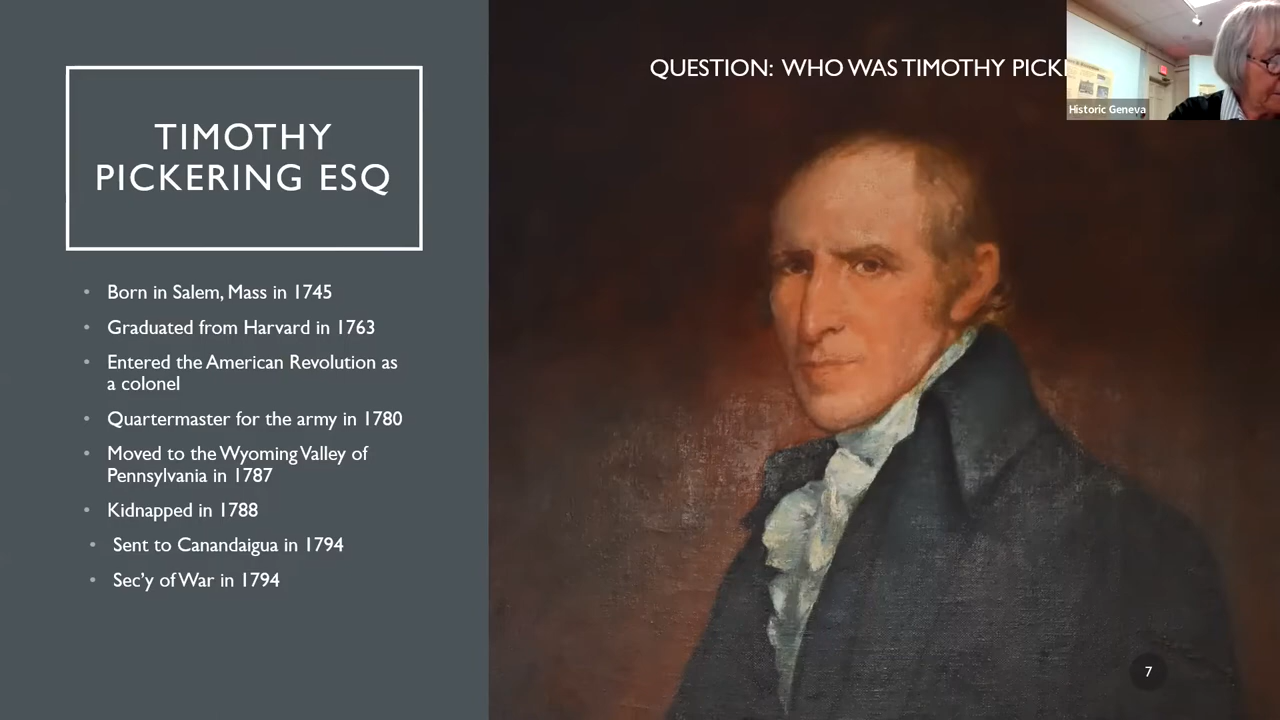 TIMOTHY
PICKERING ESQ
• Born in Salem, Mass in 1745
• Graduated from Harvard in 1763
• Entered the American Revolution as
a colonel
• Quartermaster for the army in 1780
• Moved to the Wyoming Valley of
Pennsylvania in 1787
• Kidnapped in 1788
• Sent to Canandaigua in 1794
• Sec'y of War in 1794
QUESTION: WHO WAS TIMOTHY PICK
Historic Geneva
7